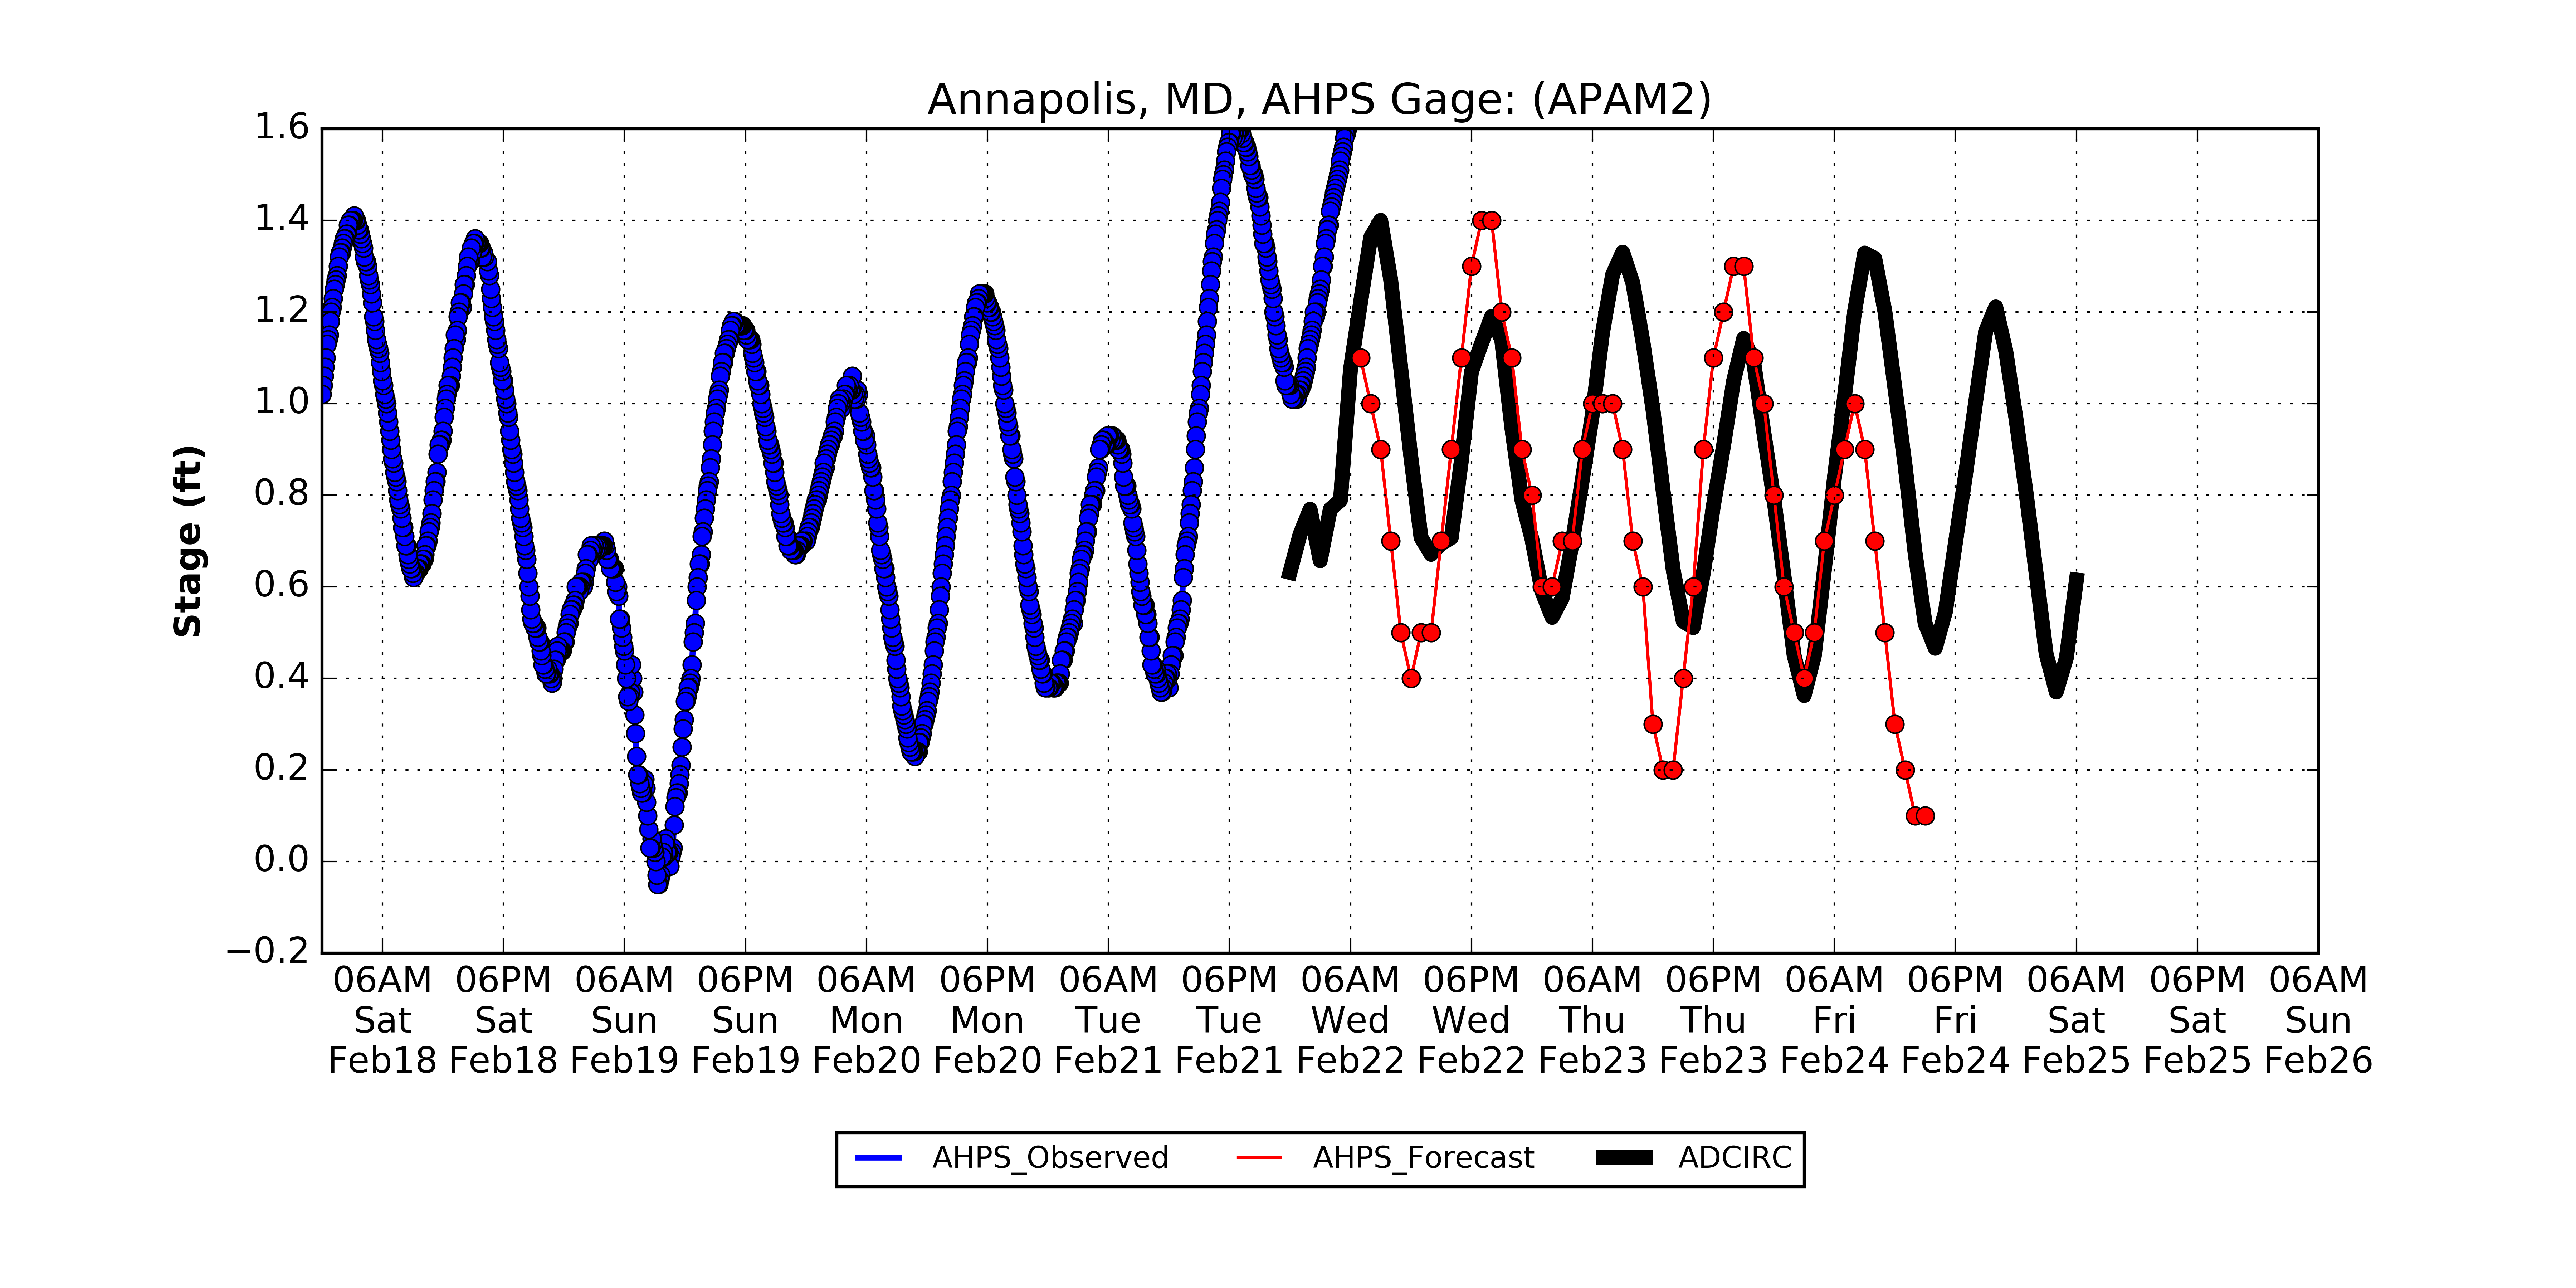 Annapolis, MD, AHPS Gage: (APAM2)
1.6
1.4
1.2
1.0
0.8
0.6
0.4
0.2
0.0
−0.2
Stage (ft)
06AM 06PM 06AM 06PM 06AM 06PM 06AM 06PM 06AM 06PM 06AM 06PM 06AM 06PM 06AM 06PM 06AM
Sat Sat Sun Sun Mon Mon Tue Tue Wed Wed Thu Thu Fri Fri Sat Sat Sun
Feb18 Feb18 Feb19 Feb19 Feb20 Feb20 Feb21 Feb21 Feb22 Feb22 Feb23 Feb23 Feb24 Feb24 Feb25 Feb25 Feb26
AHPS_Observed AHPS_Forecast ADCIRC